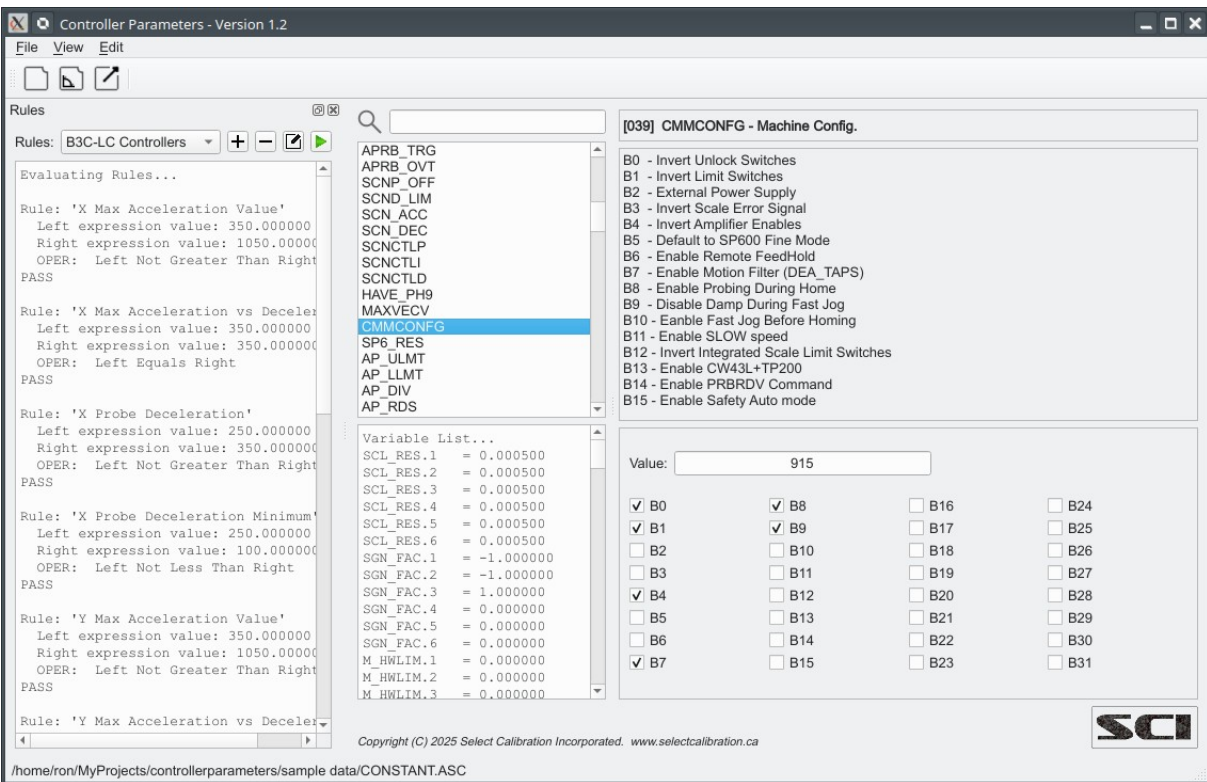 Controller Parameters - Version 1.2
File View Edit
Rules
Rules: B3C-LC Controllers
Evaluating Rules...
Rule: 'X Max Acceleration Value'
Left expression value: 350.000000
Right expression value: 1050.00000
OPER: Left Not Greater Than Right
PASS
Rule: 'X Max Acceleration vs Deceler
Left expression value: 350.000000
Right expression value: 350.000000
OPER: Left Equals Right
PASS
Rule: 'X Probe Deceleration'
Left expression value: 250.000000
Right expression value: 350.000000
OPER: Left Not Greater Than Right
PASS
Rule: 'X Probe Deceleration Minimum'
Left expression value: 250.000000
Right expression value: 100.000000
OPER: Left Not Less Than Right
PASS
Rule: 'Y Max Acceleration Value'
Left expression value: 350.000000
Right expression value: 1050.00000
OPER: Left Not Greater Than Right
PASS
Rule: 'Y Max Acceleration vs Deceler
APRB_TRG
APRB_OVT
SCNP_OFF
SCND_LIM
SCN_ACC
SCN_DEC
SCNCTLP
SCNCTLI
SCNCTLD
HAVE_PH9
MAXVECV
CMMCONFG
SP6_RES
AP_ULMT
AP_LLMT
AP_DIV
AP_RDS
Variable List...
SCL_RES.1 = 0.000500
SCL_RES.2 = 0.000500
SCL_RES.3 = 0.000500
SCL_RES.4 = 0.000500
SCL_RES.5 = 0.000500
SCL_RES.6 = 0.000500
SGN_FAC.1 = -1.000000
SGN_FAC.2 = -1.000000
SGN_FAC.3 = 1.000000
SGN_FAC.4 = 0.000000
SGN_FAC.5 = 0.000000
SGN_FAC.6 = 0.000000
M_HWLIM.1 = 0.000000
M_HWLIM.2 = 0.000000
M_HWLIM.3 = 0.000000
[039] CMMCONFG - Machine Config.
B0 - Invert Unlock Switches
B1 - Invert Limit Switches
B2 - External Power Supply
B3 - Invert Scale Error Signal
B4 - Invert Amplifier Enables
B5 - Default to SP600 Fine Mode
B6 - Enable Remote FeedHold
B7 - Enable Motion Filter (DEA_TAPS)
B8 - Enable Probing During Home
B9 - Disable Damp During Fast Jog
B10 - Eanble Fast Jog Before Homing
B11 - Enable SLOW speed
B12 - Invert Integrated Scale Limit Switches
B13 - Enable CW43L+TP200
B14 - Enable PRBRDV Command
B15 - Enable Safety Auto mode
Value: 915
B0 B8 B16 B24
B1 B9 B17 B25
B2 B10 B18 B26
B3 B11 B19 B27
B4 B12 B20 B28
B5 B13 B21 B29
B6 B14 B22 B30
B7 B15 B23 B31
Copyright (C) 2025 Select Calibration Incorporated. www.selectcalibration.ca
SCI
/home/ron/MyProjects/controllerparameters/sample data/CONSTANT.ASC